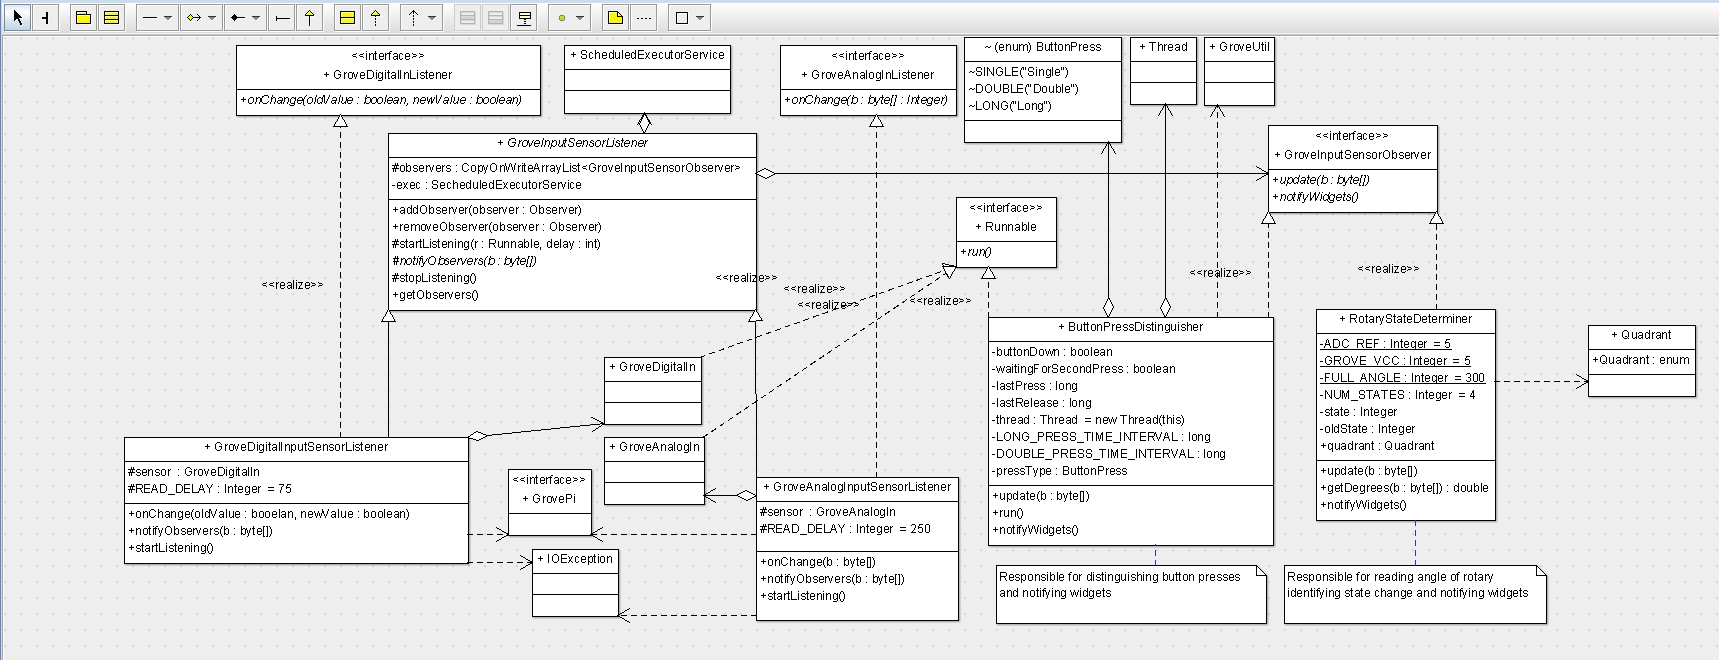 <<interface>>
+ GroveDigitalInListener
+onChange(oldValue : boolean, newValue : boolean)
+ ScheduledExecutorService
<<interface>>
+ GroveAnalogInListener
+onChange(b : byte[] : Integer)
~ (enum) ButtonPress
~SINGLE("Single")
~DOUBLE("Double")
~LONG("Long")
+ Thread
+ GroveUtil
<<interface>>
+ GroveInputSensorObserver
+update(b : byte[])
+notifyWidgets()
+ GroveInputSensorListener
#observers : CopyOnWriteArrayList<GroveInputSensorObserver>
-exec : SecheduledExecutorService
+addObserver(observer : Observer)
+removeObserver(observer : Observer)
#startListening(r : Runnable, delay : int)
#notifyObservers(b : byte[])
#stopListening()
+getObservers()
<<interface>>
+ Runnable
+run()
<<realize>>
<<realize>>
<<realize>>
<<realize>>
<<realize>>
<<realize>>
<<realize>>
+ GroveDigitalIn
+ GroveAnalogIn
+ GroveDigitalInputSensorListener
#sensor : GroveDigitalIn
#READ_DELAY : Integer = 75
+onChange(oldValue : booelan, newValue : boolean)
+notifyObservers(b : byte[])
+startListening()
<<interface>>
+ GrovePi
+ IOException
+ GroveAnalogInputSensorListener
#sensor : GroveAnalogIn
#READ_DELAY : Integer = 250
+onChange(b : byte[])
+notifyObservers(b : byte[])
+startListening()
+ ButtonPressDistinguisher
-buttonDown : boolean
-waitingForSecondPress : boolean
-lastPress : long
-lastRelease : long
-thread : Thread = new Thread(this)
-LONG_PRESS_TIME_INTERVAL : long
-DOUBLE_PRESS_TIME_INTERVAL : long
-pressType : ButtonPress
+update(b : byte[])
+run()
+notifyWidgets()
Responsible for distinguishing button presses
and notifying widgets
+ RotaryStateDeterminer
-ADC_REF : Integer = 5
-GROVE_VCC : Integer = 5
-FULL_ANGLE : Integer = 300
-NUM_STATES : Integer = 4
-state : Integer
-oldState : Integer
+quadrant : Quadrant
+update(b : byte[])
+getDegrees(b : byte[]) : double
+notifyWidgets()
Responsible for reading angle of rotary
identifying state change and notifying widgets
+ Quadrant
+Quadrant : enum